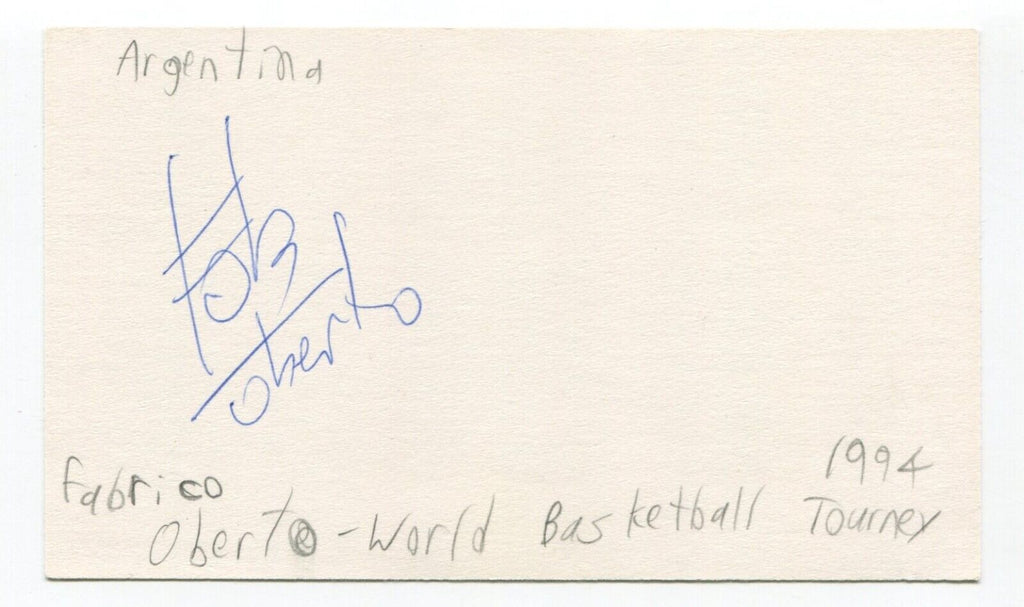 Argentina
Fab
Oberto
Fabrico
Oberto - World Basketball Tourney
1994